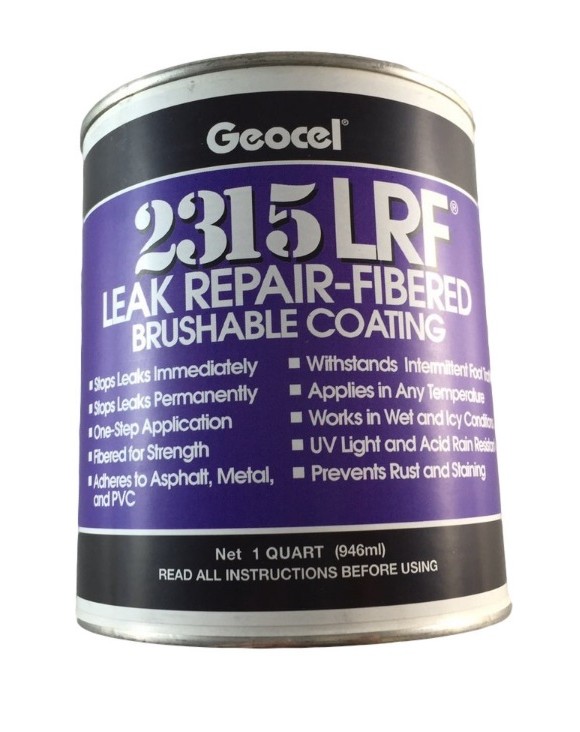 Geocel®
2315 LRF®
LEAK REPAIR-FIBERED
BRUSHABLE COATING
■ Stops Leaks Immediately
■ Stops Leaks Permanently
■ One-Step Application
■ Fibered for Strength
■ Adheres to Asphalt, Metal,
and PVC
■ Withstands Intermittent Foot
■ Applies in Any Temperature
■ Works in Wet and Icy
■ UV Light and Acid Rain
■ Prevents Rust and Staining
Net 1 QUART (946ml)
READ ALL INSTRUCTIONS BEFORE USING